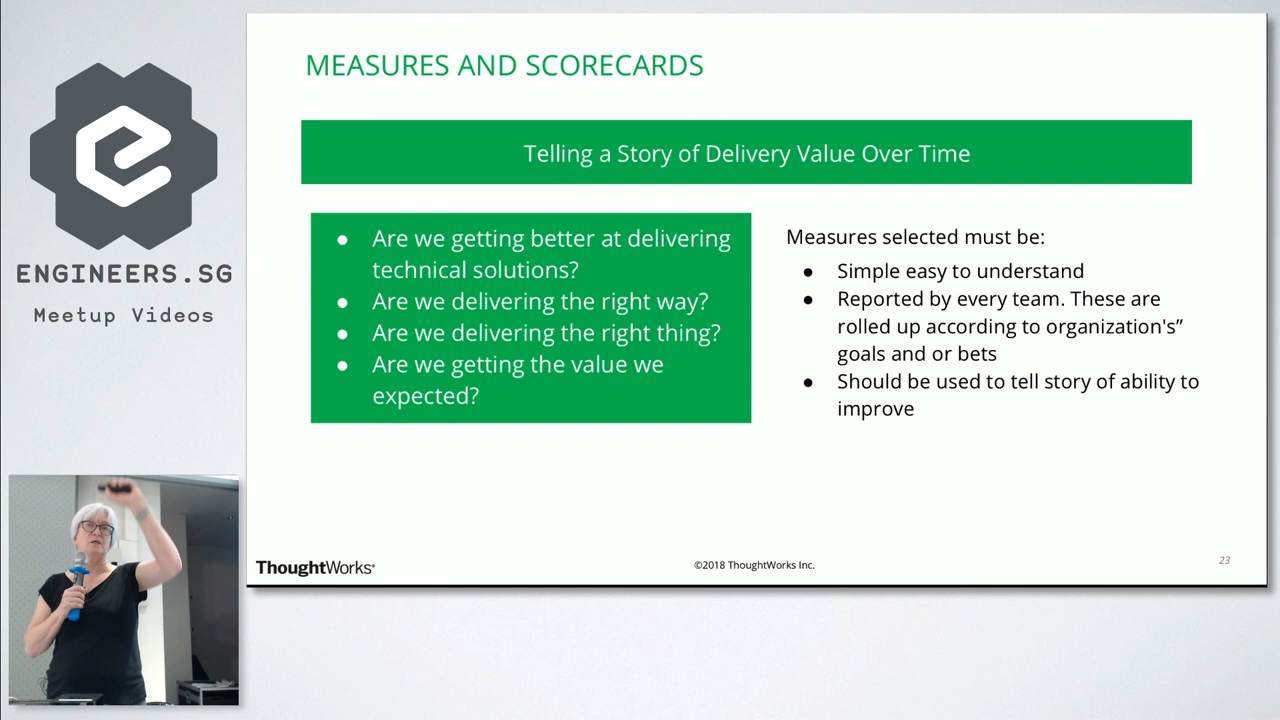 ENGINEERS.SG
Meetup Videos
MEASURES AND SCORECARDS
Telling a Story of Delivery Value Over Time
● Are we getting better at delivering
technical solutions?
● Are we delivering the right way?
● Are we delivering the right thing?
● Are we getting the value we
expected?
Measures selected must be:
● Simple easy to understand
● Reported by every team. These are
rolled up according to organization's”
goals and or bets
● Should be used to tell story of ability to
improve
ThoughtWorks®
©2018 ThoughtWorks Inc.
23